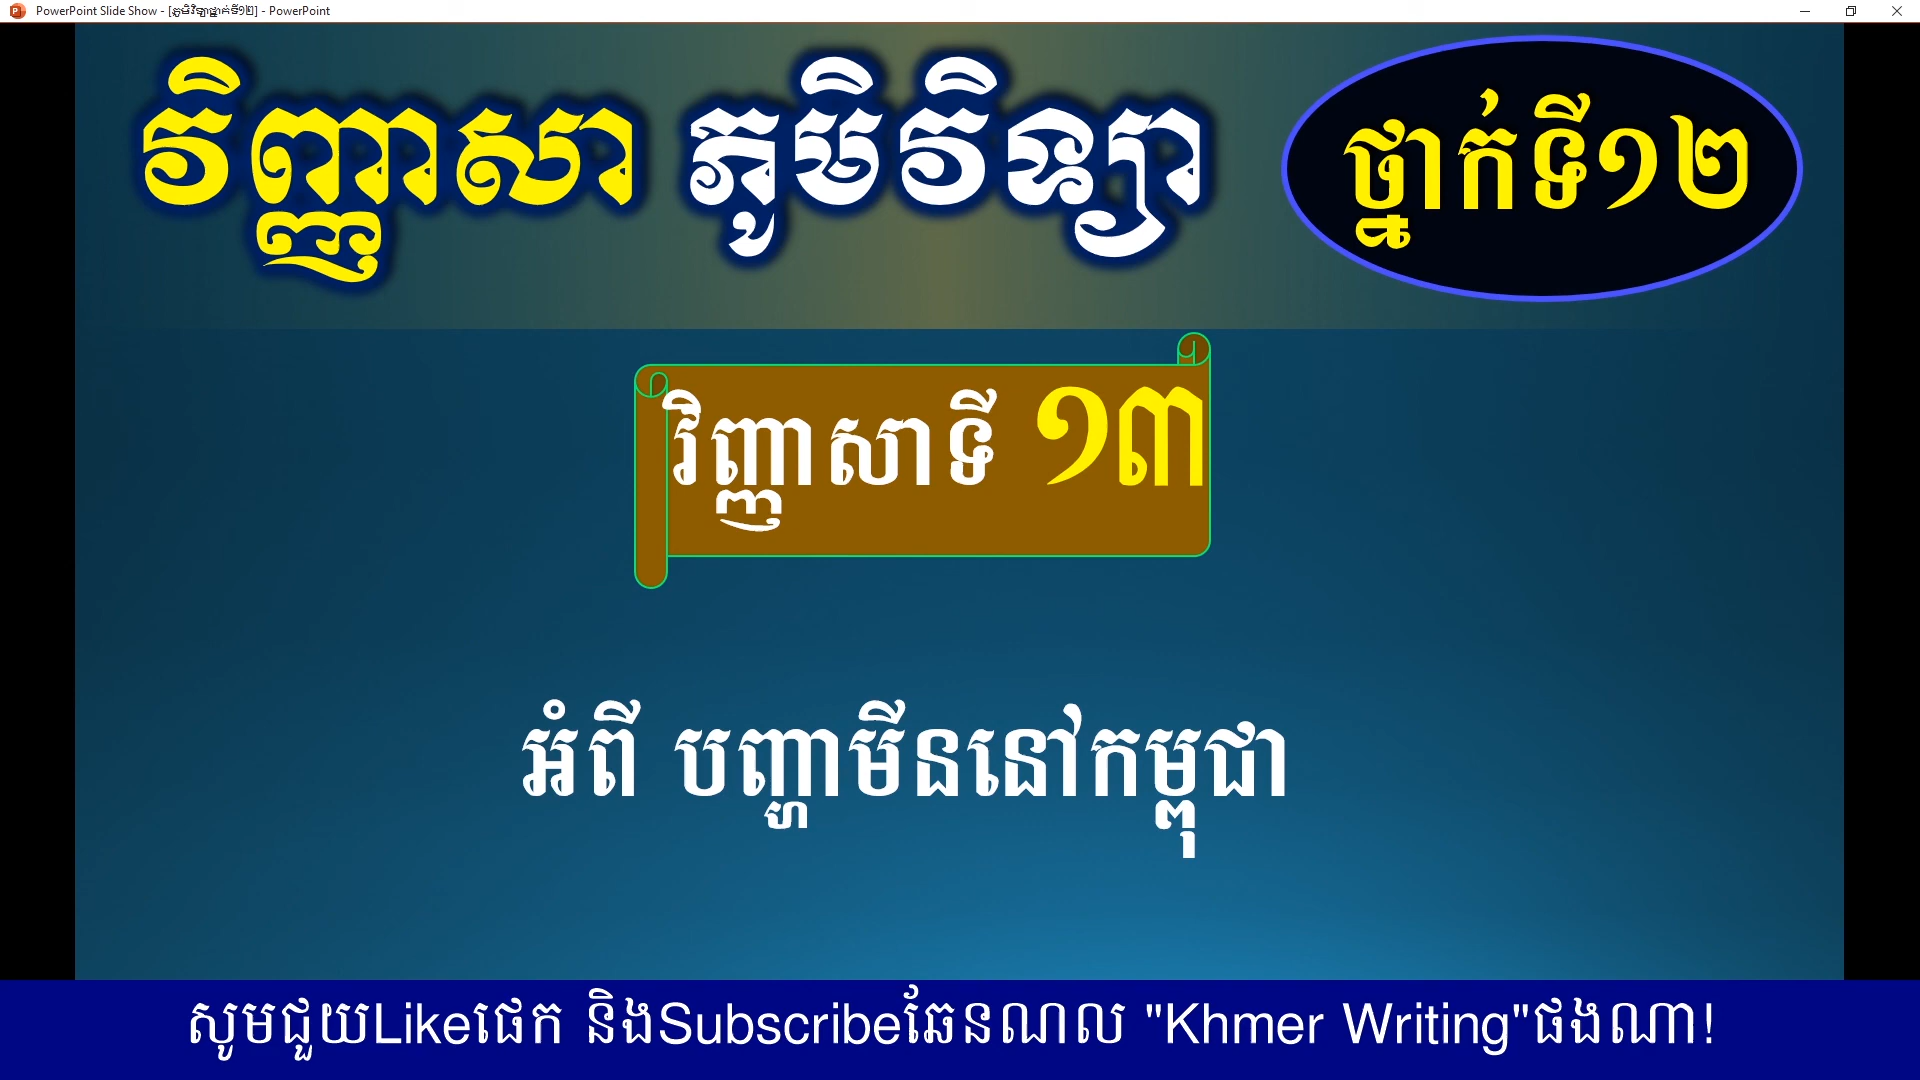 PowerPoint Slide Show - [ភូមិវិទ្យាថ្នាក់ទី១២] - PowerPoint
វិញ្ញាសា ភូមិវិទ្យា ថ្នាក់ទី១២
វិញ្ញាសាទី ១៣
អំពី បញ្ហាមីននៅកម្ពុជា
សូមជួយLikeផេក និងSubscribeឆែនណល "Khmer Writing"ផងណា!